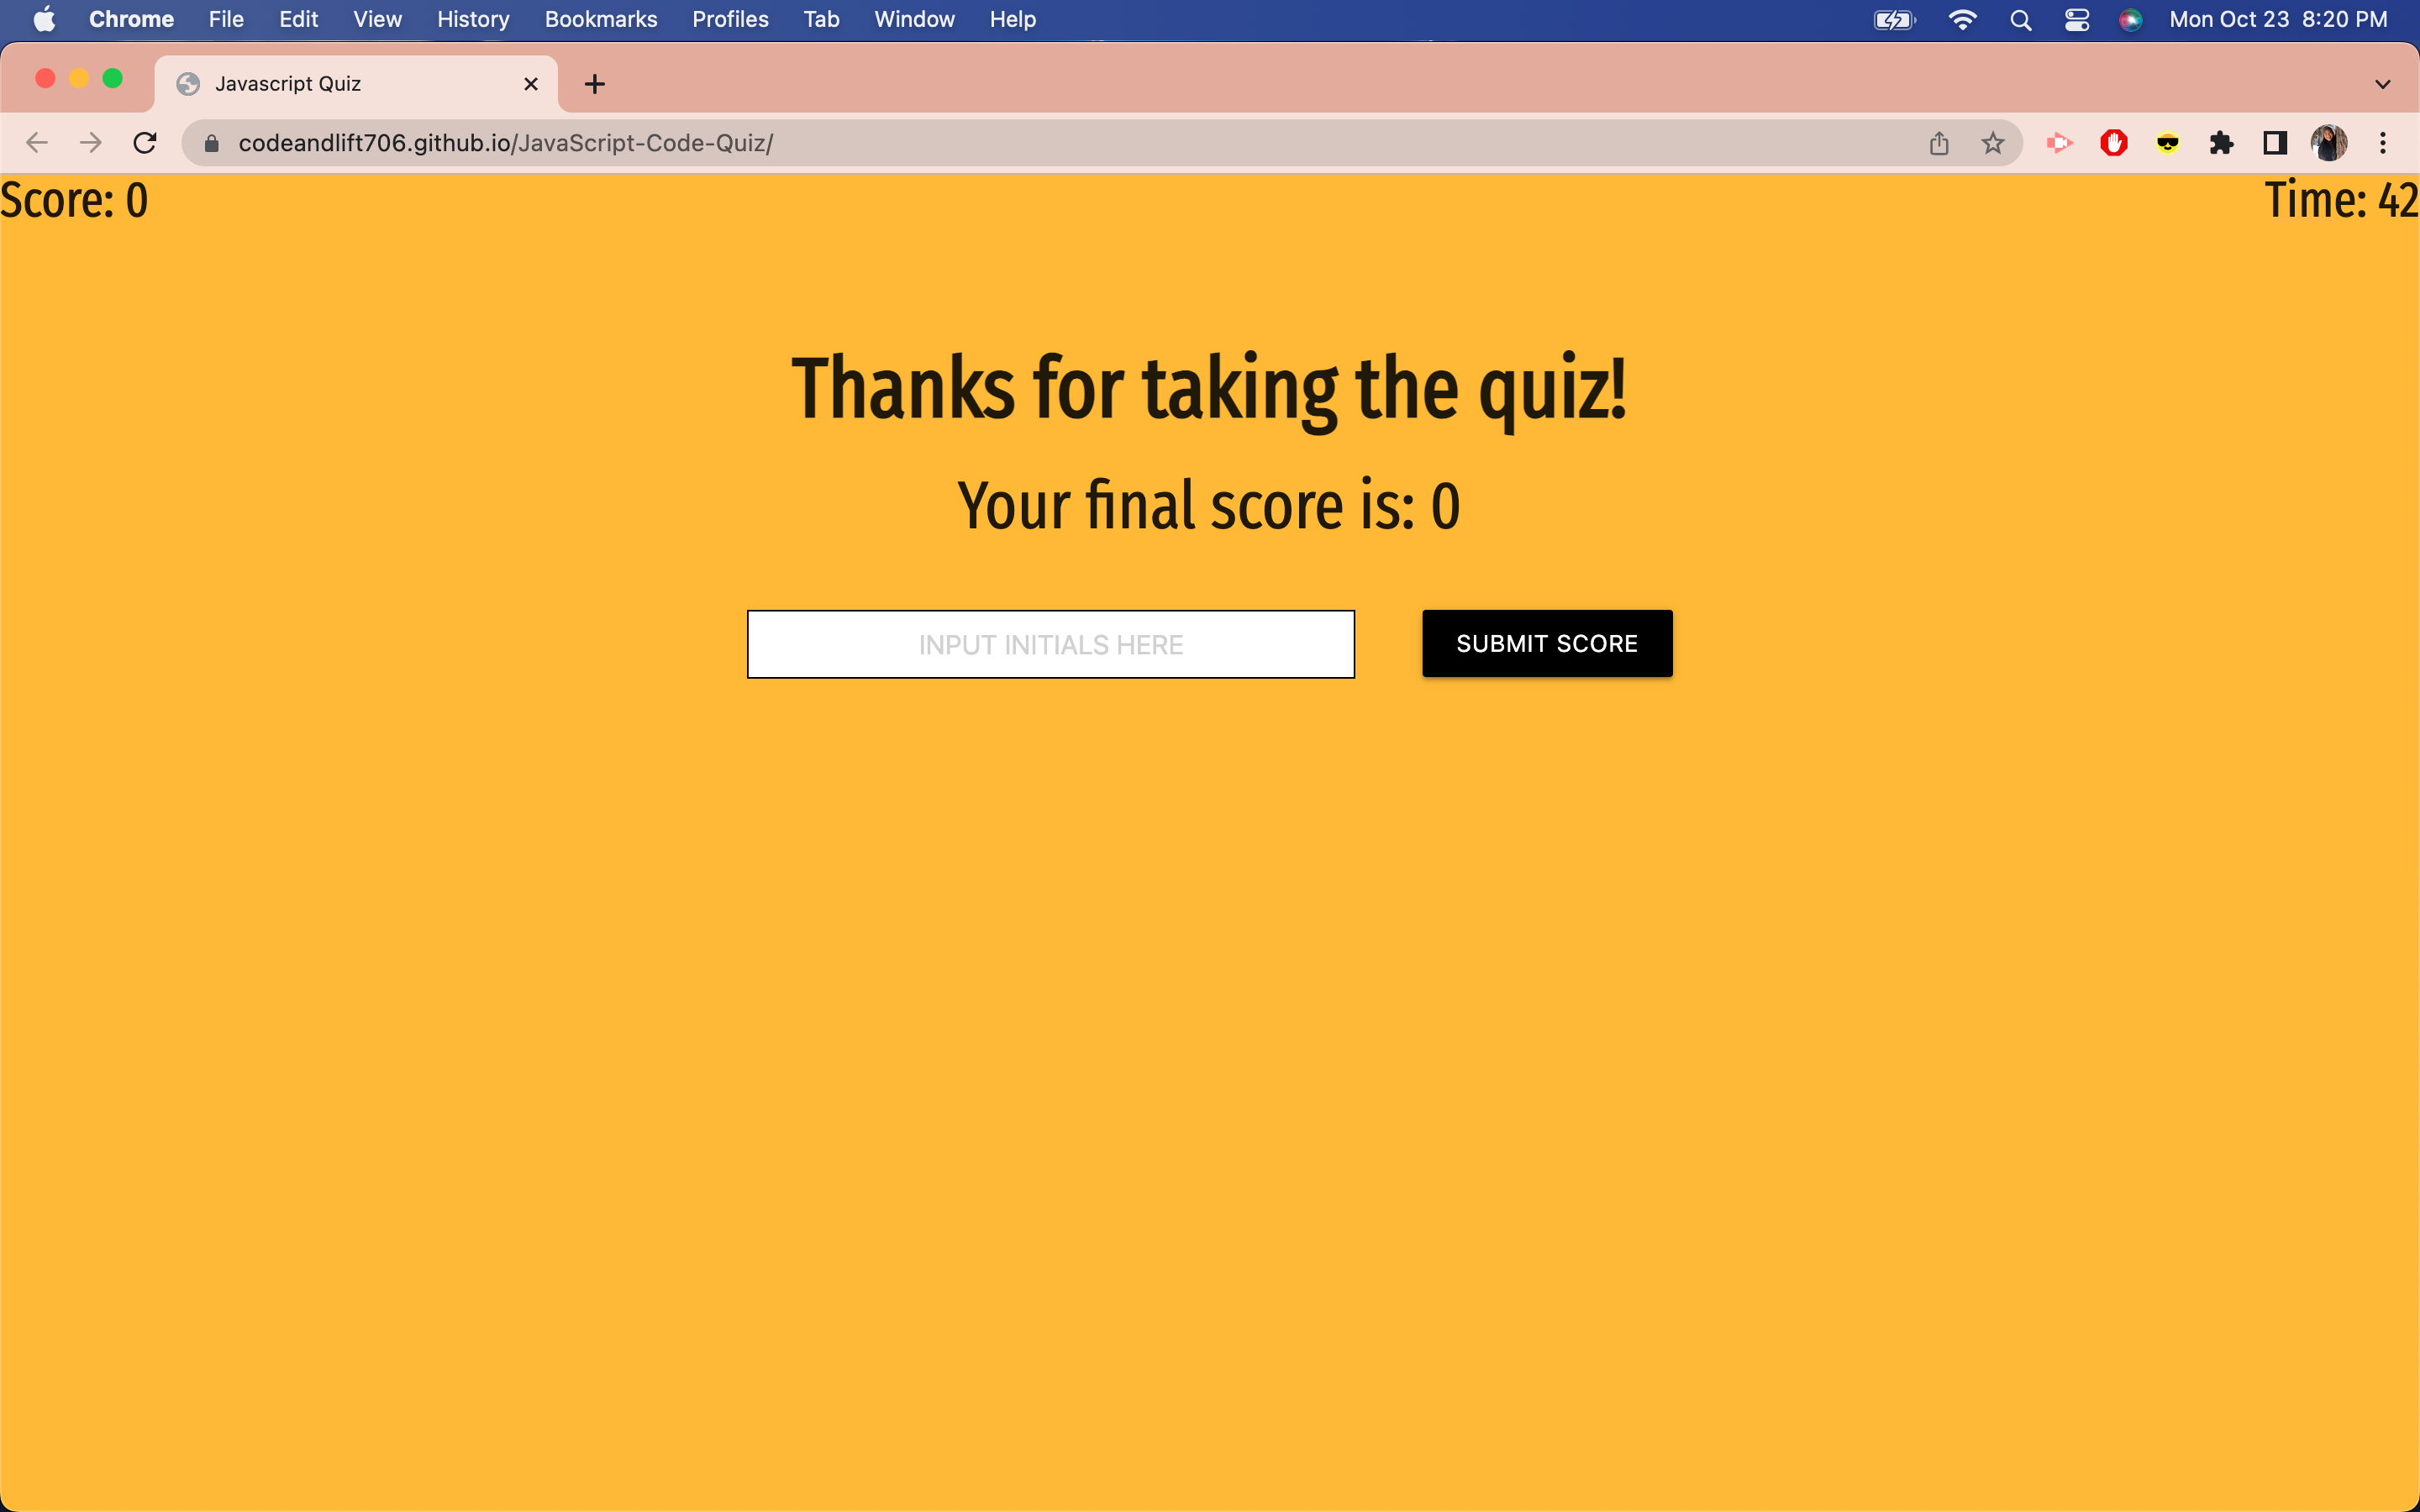 Chrome File Edit View History Bookmarks Profiles Tab Window Help Mon Oct 23 8:20 PM
Javascript Quiz
codeandlift706.github.io/JavaScript-Code-Quiz/
Score: 0 Time: 42
Thanks for taking the quiz!
Your final score is: 0
INPUT INITIALS HERE SUBMIT SCORE